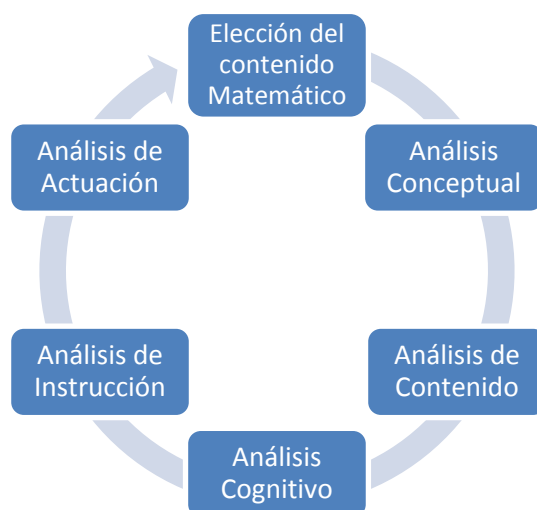 Elección del
contenido
Matemático
Análisis
Conceptual
Análisis de
Contenido
Análisis
Cognitivo
Análisis de
Instrucción
Análisis de
Actuación